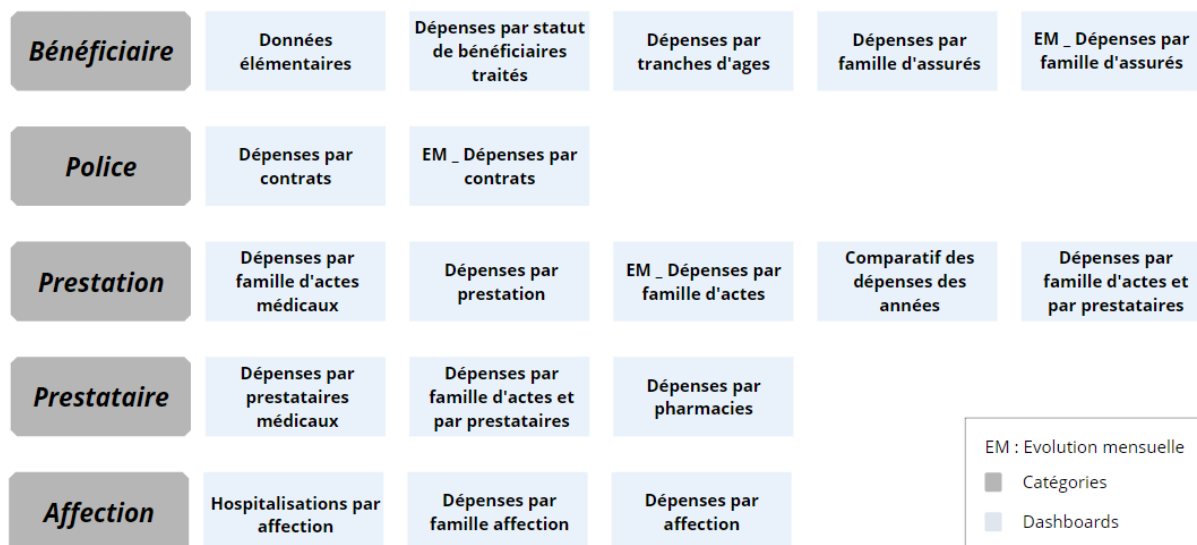 Bénéficiaire
Données
élémentaires
Dépenses par statut
de bénéficiaires
traités
Dépenses par
tranches d'ages
Dépenses par
famille d'assurés
EM _ Dépenses par
famille d'assurés
Police
Dépenses par
contrats
EM _ Dépenses par
contrats
Prestation
Dépenses par
famille d'actes
médicaux
Dépenses par
prestation
EM _ Dépenses par
famille d'actes
Comparatif des
dépenses des
années
Dépenses par
famille d'actes et
par prestataires
Prestataire
Dépenses par
prestataires
médicaux
Dépenses par
famille d'actes et
par prestataires
Dépenses par
pharmacies
Affection
Hospitalisations par
affection
Dépenses par
famille affection
Dépenses par
affection
EM : Evolution mensuelle
Catégories
Dashboards